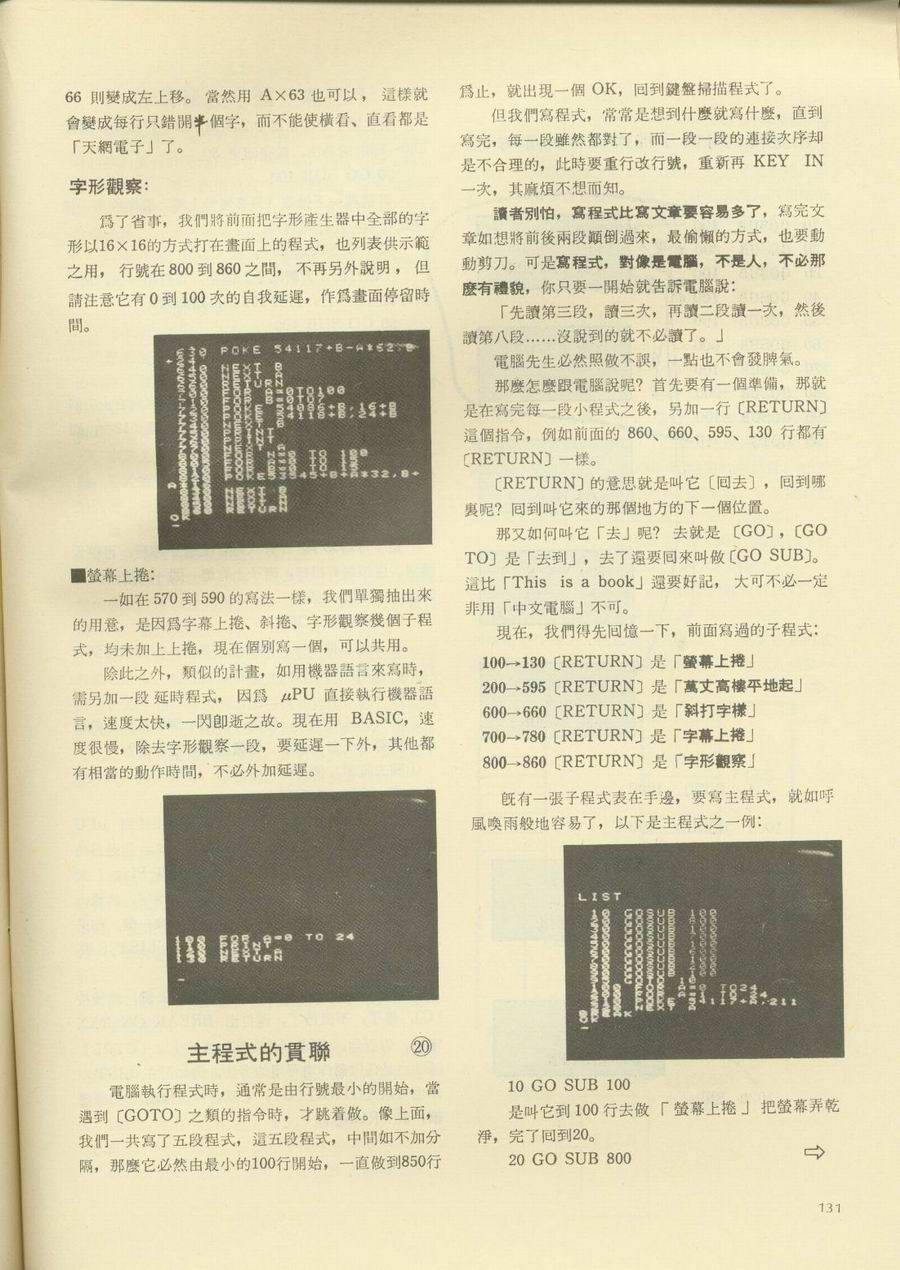 66 則變成左上移。當然用 A×63 也可以，這樣就
會變成每行只錯開半個字，而不能使橫看、直看都是
「天網電子」了。
字形觀察：
爲了省事，我們將前面把字形產生器中全部的字
形以16×16的方式打在畫面上的程式，也列表供示範
之用，行號在 800 到 860 之間，不再另外說明，但
請注意它有 0 到 100 次的自我延遲，作爲畫面停留時
間。
POKE 54117+B-A*62,B
■螢幕上捲：
一如在 570 到 590 的寫法一樣，我們單獨抽出來
的用意，是因爲字幕上捲、斜捲、字形觀察幾個子程
式，均未加上上捲，現在個別寫一個，可以共用。
除此之外，類似的計畫，如用機器語言來寫時，
需另加一段 延時程式，因爲 μPU 直接執行機器語
言，速度太快，一閃卽逝之故。現在用 BASIC，速
度很慢，除去字形觀察一段，要延遲一下外，其他都
有相當的動作時間，不必外加延遲。
100 FOR A=0 TO 24
110 PRINT
120 NEXT A
130 RETURN
主程式的貫聯 ⑳
電腦執行程式時，通常是由行號最小的開始，當
遇到〔GOTO〕之類的指令時，才跳着做。像上面，
我們一共寫了五段程式，這五段程式，中間如不加分
隔，那麼它必然由最小的100行開始，一直做到850行
爲止，就出現一個 OK，回到鍵盤掃描程式了。
但我們寫程式，常常是想到什麼就寫什麼，直到
寫完，每一段雖然都對了，而一段一段的連接次序却
是不合理的，此時要重行改行號，重新再 KEY IN
一次，其麻煩不想而知。
讀者別怕，寫程式比寫文章要容易多了，寫完文
章如想將前後兩段顚倒過來，最偷懶的方式，也要動
動剪刀。可是寫程式，對像是電腦，不是人，不必那
麼有禮貌，你只要一開始就告訴電腦說：
「先讀第三段，讀三次，再讀二段讀一次，然後
讀第八段……沒說到的就不必讀了。」
電腦先生必然照做不誤，一點也不會發脾氣。
那麼怎麼跟電腦說呢？首先要有一個準備，那就
是在寫完每一段小程式之後，另加一行〔RETURN〕
這個指令，例如前面的 860、660、595、130 行都有
〔RETURN〕一樣。
〔RETURN〕的意思就是叫它〔回去〕，回到哪
裏呢？回到叫它來的那個地方的下一個位置。
那又如何叫它「去」呢？去就是〔GO〕，〔GO
TO〕是「去到」，去了還要回來叫做〔GO SUB〕。
這比「This is a book」還要好記，大可不必一定
非用「中文電腦」不可。
現在，我們得先回憶一下，前面寫過的子程式：
100→130〔RETURN〕是「螢幕上捲」
200→595〔RETURN〕是「萬丈高樓平地起」
600→660〔RETURN〕是「斜打字樣」
700→780〔RETURN〕是「字幕上捲」
800→860〔RETURN〕是「字形觀察」
旣有一張子程式表在手邊，要寫主程式，就如呼
風喚雨般地容易了，以下是主程式之一例：
LIST
10 GO SUB 100
是叫它到 100 行去做「螢幕上捲」把螢幕弄乾
淨，完了回到20。
20 GO SUB 800 ⇨
131